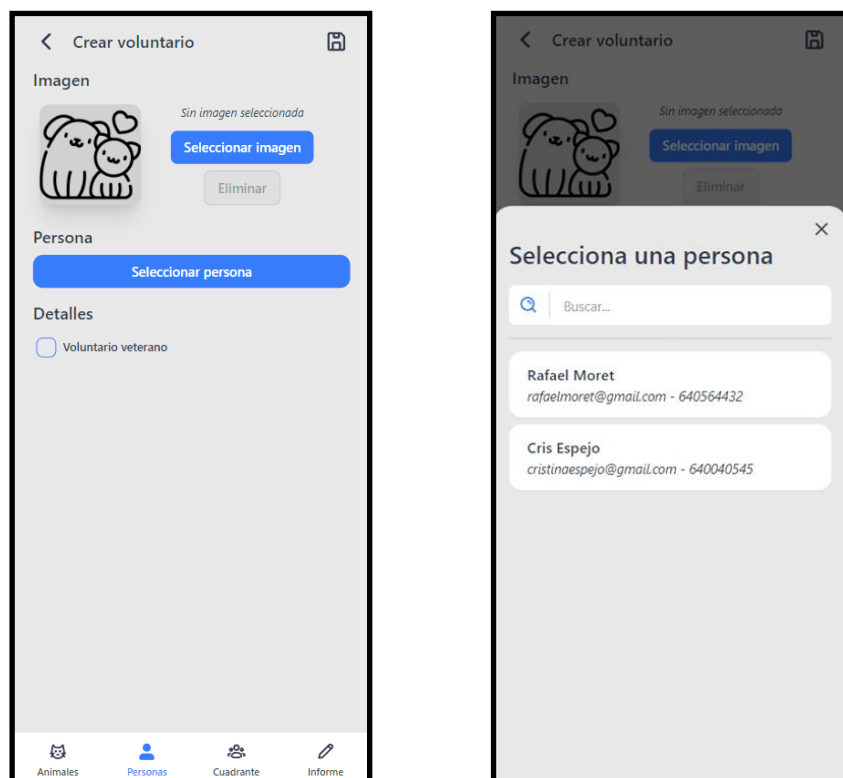 Crear voluntario
Imagen
Sin imagen seleccionada
Seleccionar imagen
Eliminar
Persona
Seleccionar persona
Detalles
Voluntario veterano
Animales
Personas
Cuadrante
Informe
Crear voluntario
Imagen
Sin imagen seleccionada
Seleccionar imagen
Eliminar
Selecciona una persona
Buscar...
Rafael Moret
rafaelmoret@gmail.com - 640564432
Cris Espejo
cristinaespejo@gmail.com - 640040545